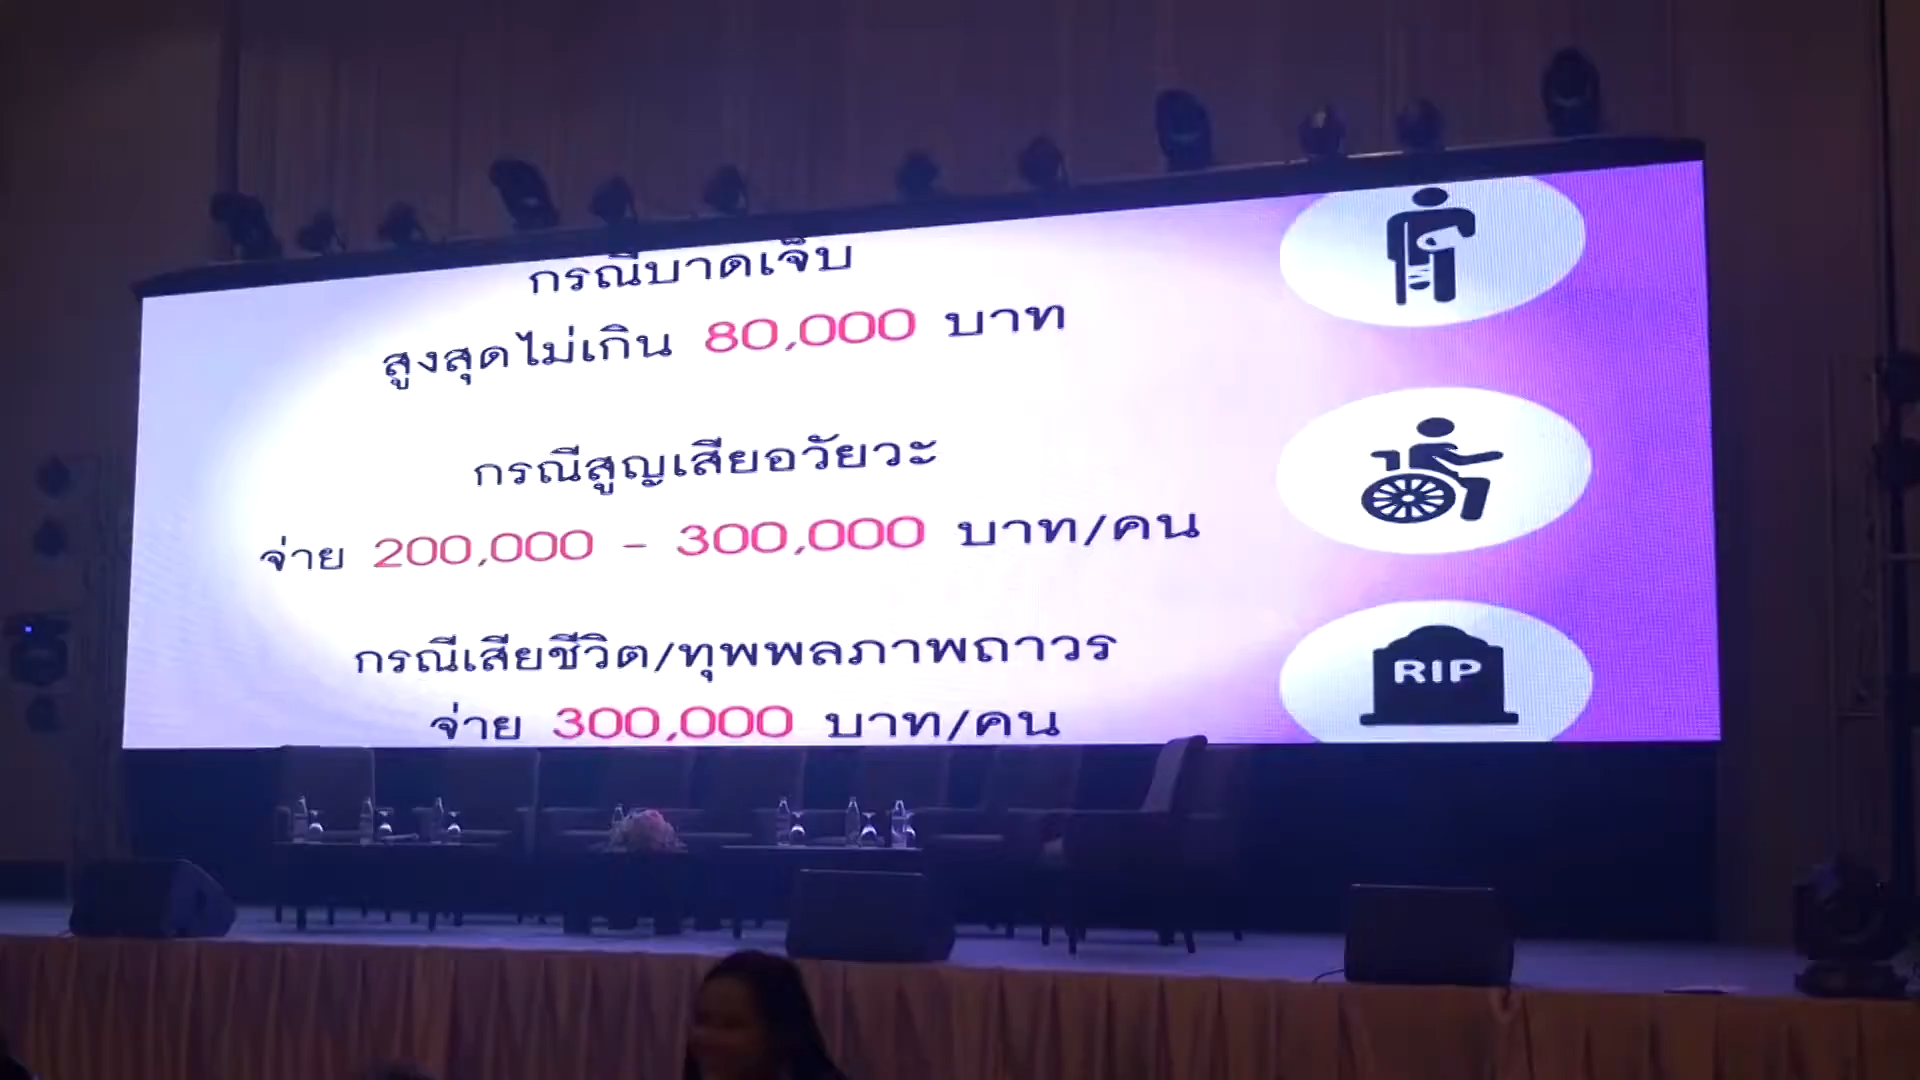 กรณีบาดเจ็บ
สูงสุดไม่เกิน 80,000 บาท
กรณีสูญเสียอวัยวะ
จ่าย 200,000 - 300,000 บาท/คน
กรณีเสียชีวิต/ทุพพลภาพถาวร
จ่าย 300,000 บาท/คน
RIP